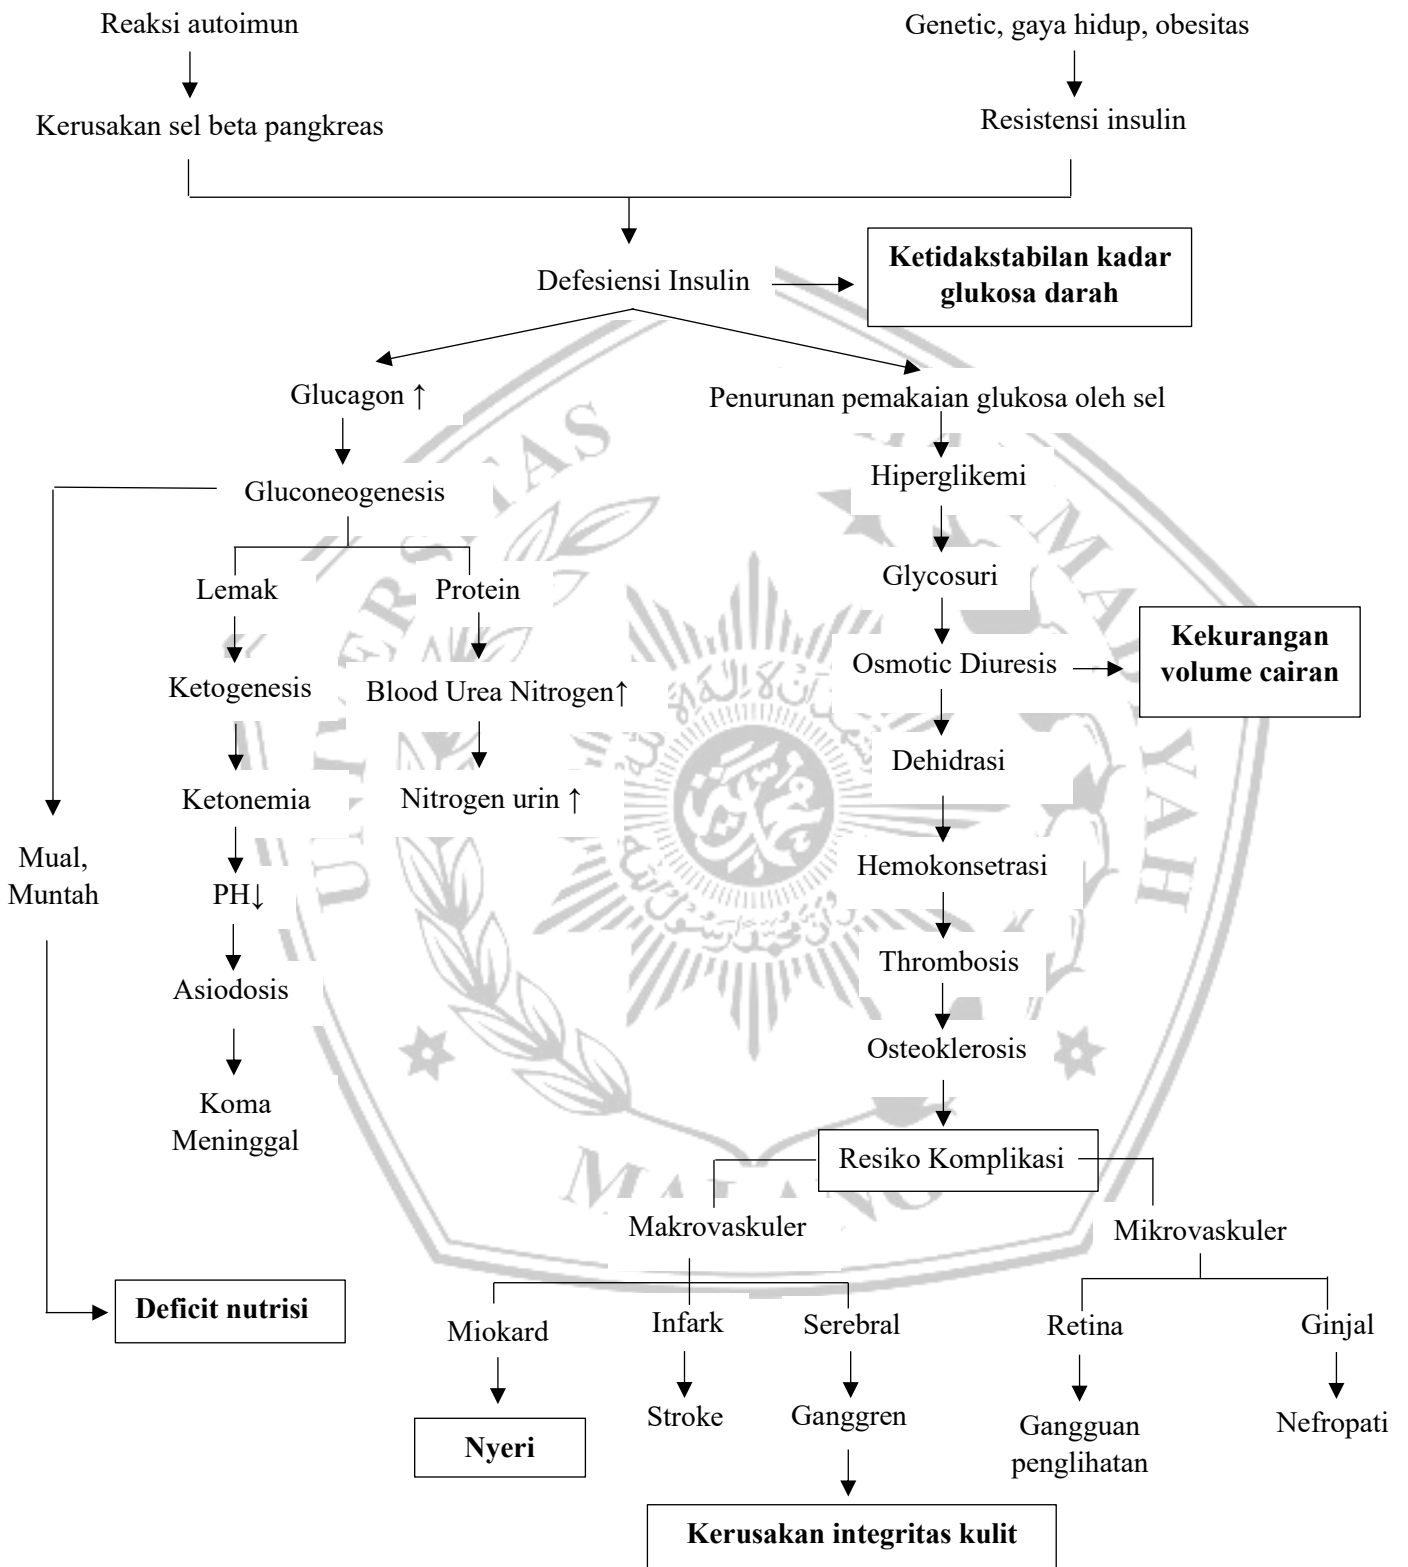 Reaksi autoimun
Genetic, gaya hidup, obesitas
Kerusakan sel beta pangkreas
Resistensi insulin
Defesiensi Insulin
Ketidakstabilan kadar
glukosa darah
Glucagon ↑
Penurunan pemakaian glukosa oleh sel
Gluconeogenesis
Hiperglikemi
Lemak
Protein
Glycosuri
Ketogenesis
Blood Urea Nitrogen↑
Osmotic Diuresis
Kekurangan
volume cairan
Ketonemia
Nitrogen urin ↑
Dehidrasi
Mual,
Muntah
PH↓
Hemokonsetrasi
Asiodosis
Thrombosis
Koma
Meninggal
Osteoklerosis
Resiko Komplikasi
Makrovaskuler
Mikrovaskuler
Deficit nutrisi
Miokard
Infark
Serebral
Retina
Ginjal
Nyeri
Stroke
Ganggren
Gangguan
penglihatan
Nefropati
Kerusakan integritas kulit
MALANG